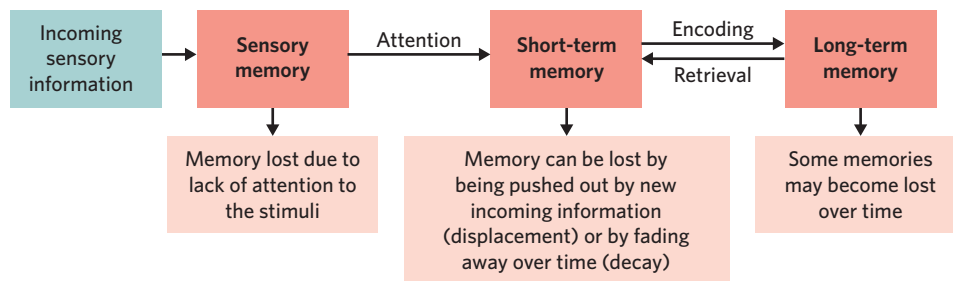 Incoming
sensory
information
Sensory
memory
Attention
Short-term
memory
Encoding
Retrieval
Long-term
memory
Memory lost due to
lack of attention to
the stimuli
Memory can be lost by
being pushed out by new
incoming information
(displacement) or by fading
away over time (decay)
Some memories
may become lost
over time